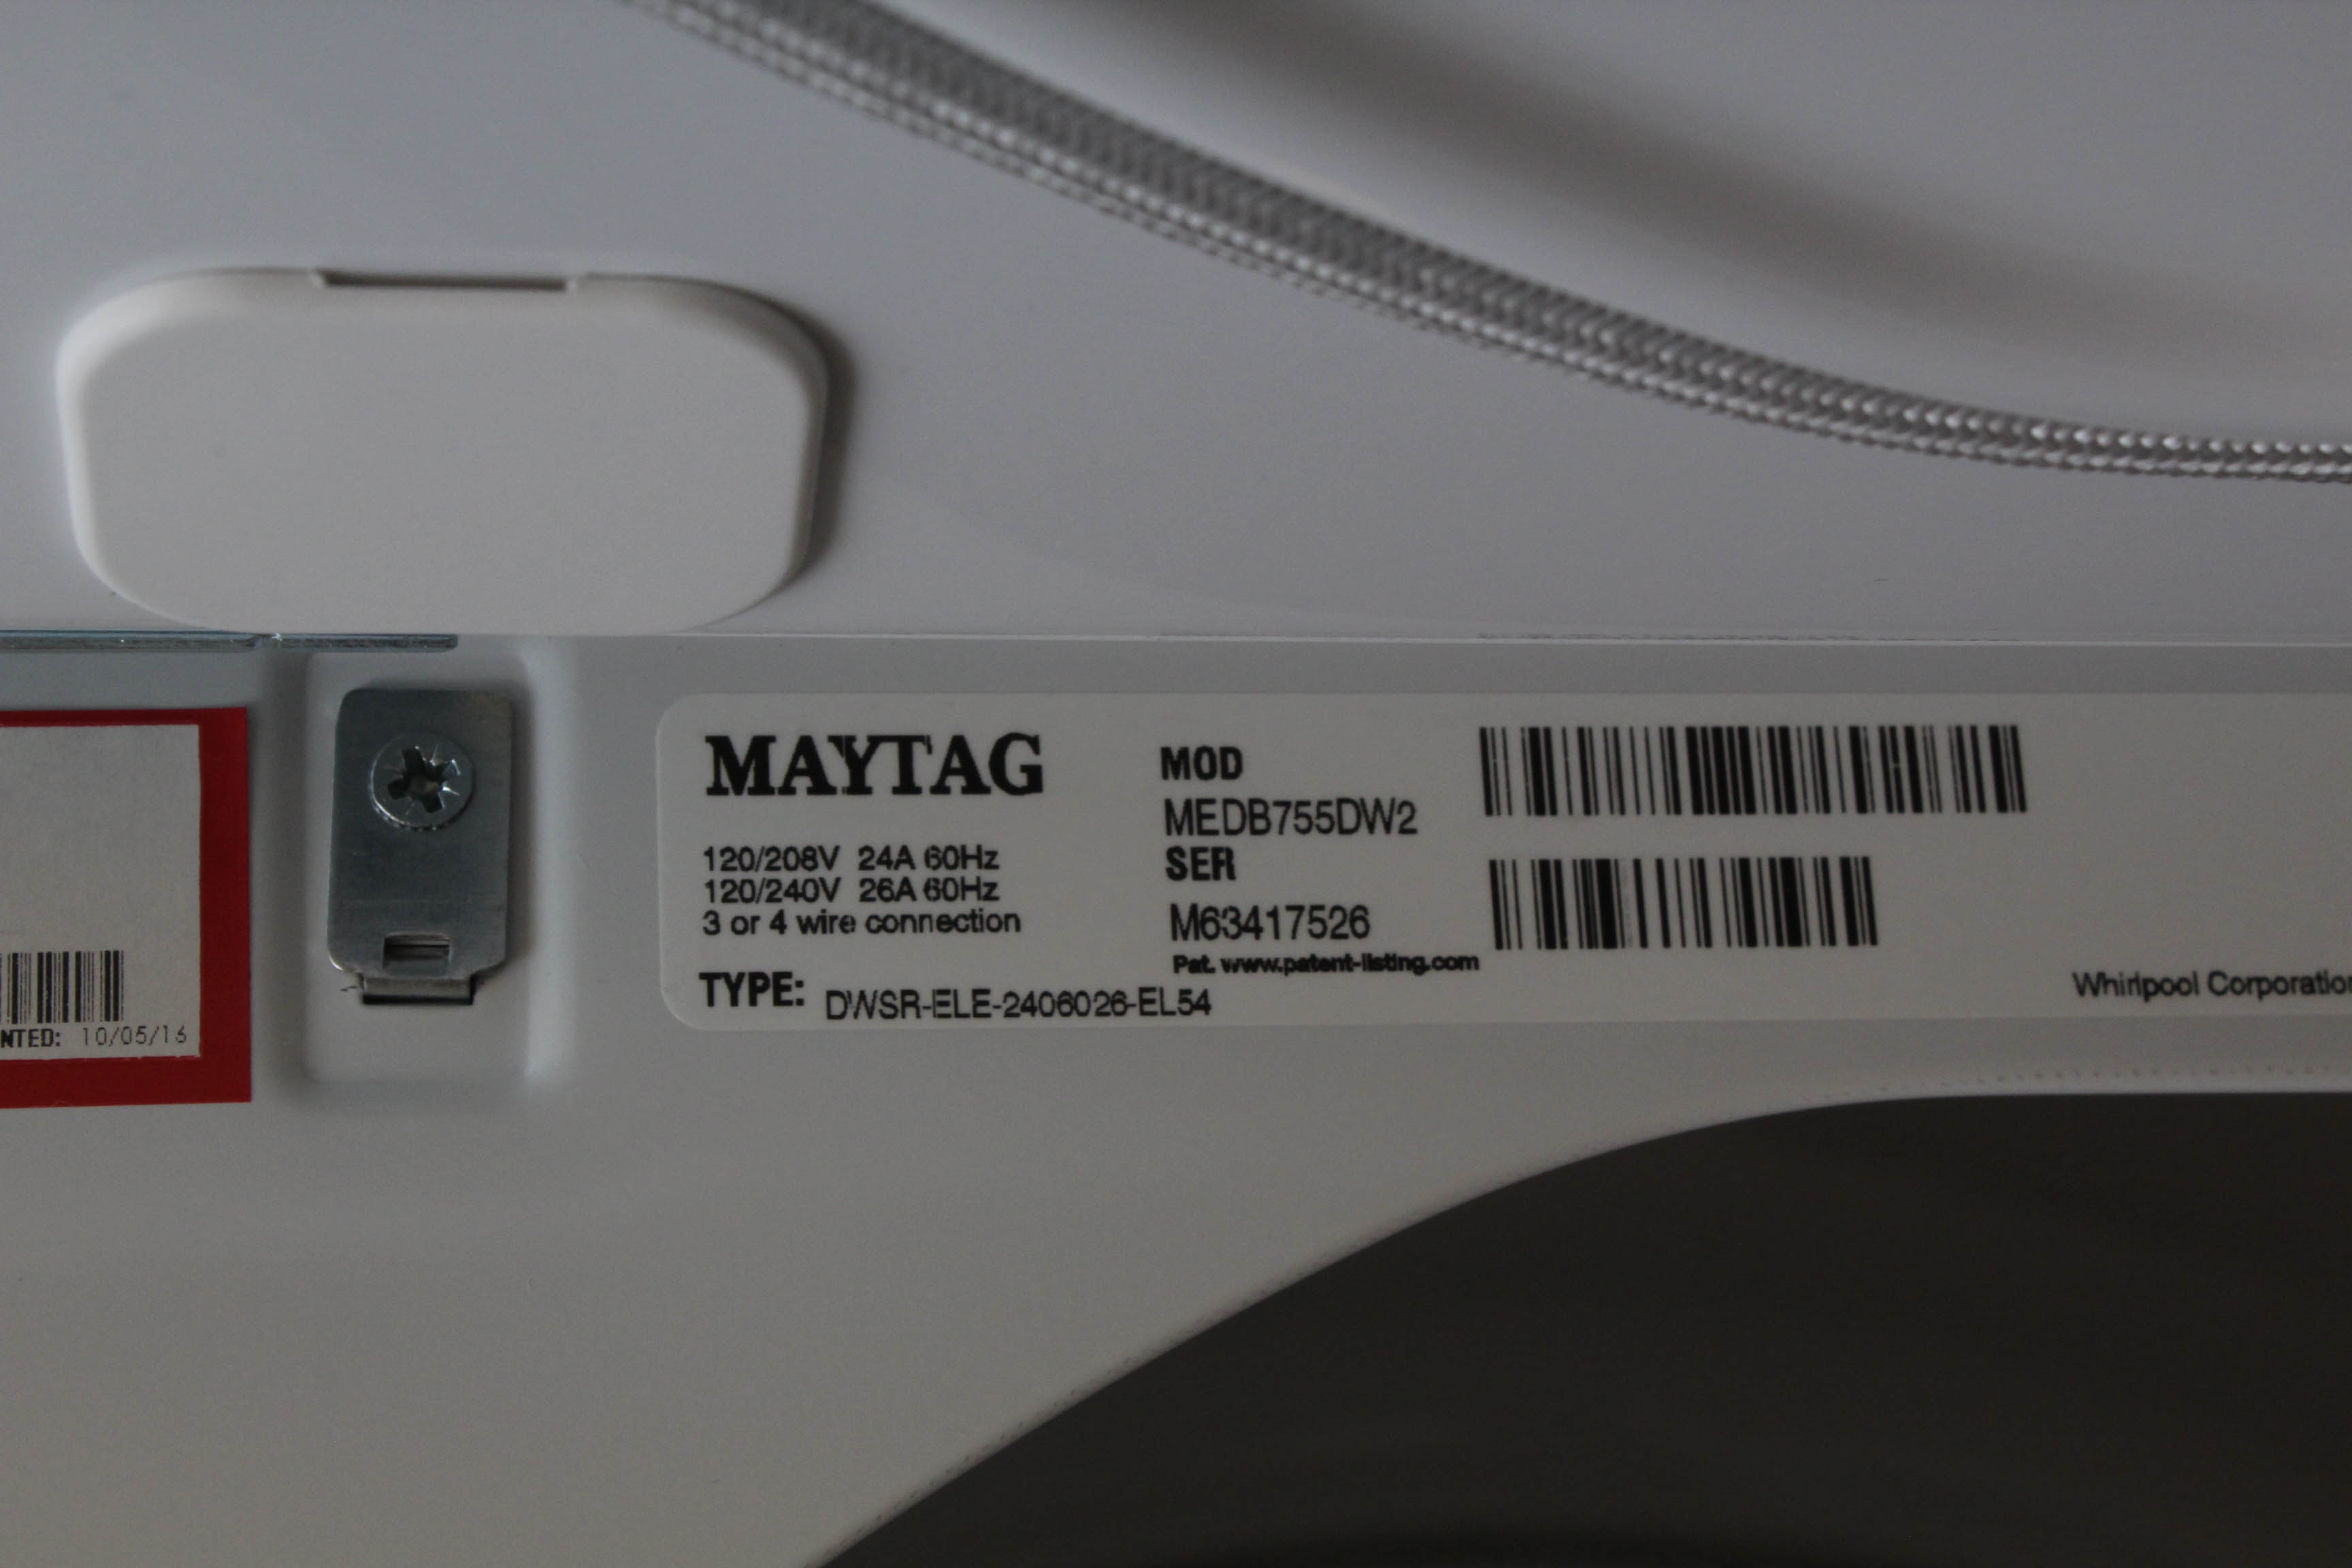 MAYTAG
120/208V 24A 60Hz
120/240V 26A 60Hz
3 or 4 wire connection
TYPE: DWSR-ELE-2406026-EL54
MOD
MEDB755DW2
SER
M63417526
Pat. www.patent-listing.com
Whirlpool Corporation
NTED: 10/05/16